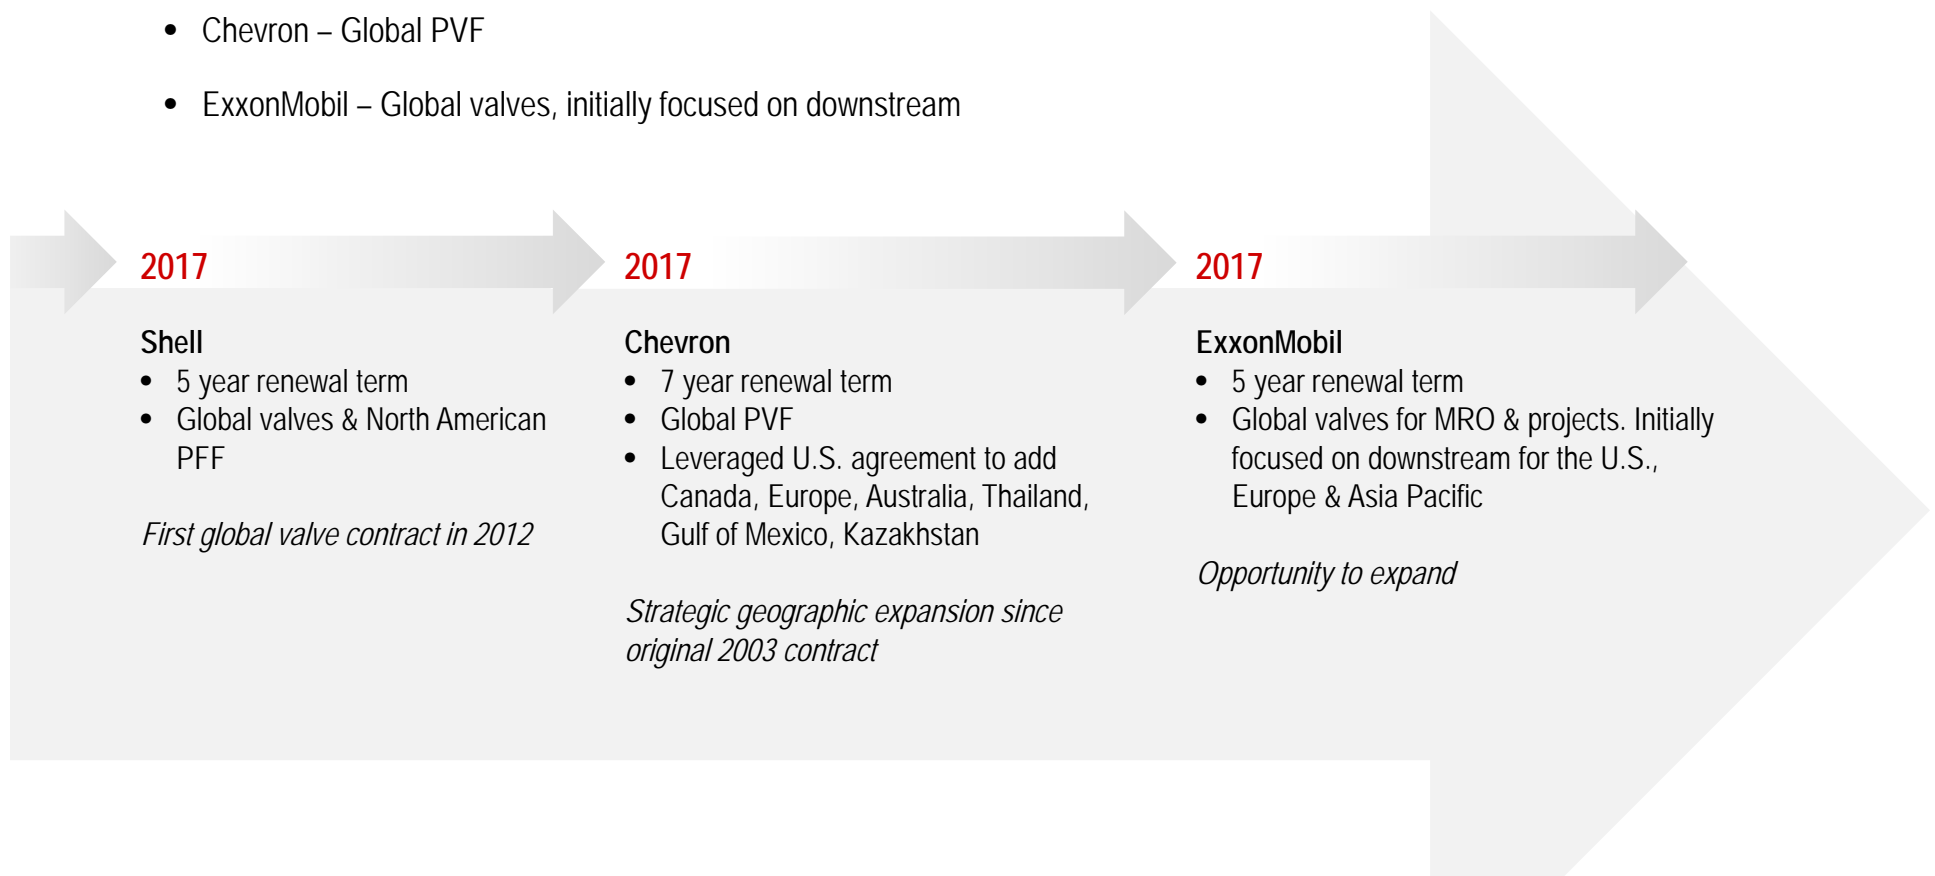 • Chevron – Global PVF
• ExxonMobil – Global valves, initially focused on downstream
2017
Shell
• 5 year renewal term
• Global valves & North American
PFF
First global valve contract in 2012
2017
Chevron
• 7 year renewal term
• Global PVF
• Leveraged U.S. agreement to add
Canada, Europe, Australia, Thailand,
Gulf of Mexico, Kazakhstan
Strategic geographic expansion since
original 2003 contract
2017
ExxonMobil
• 5 year renewal term
• Global valves for MRO & projects. Initially
focused on downstream for the U.S.,
Europe & Asia Pacific
Opportunity to expand